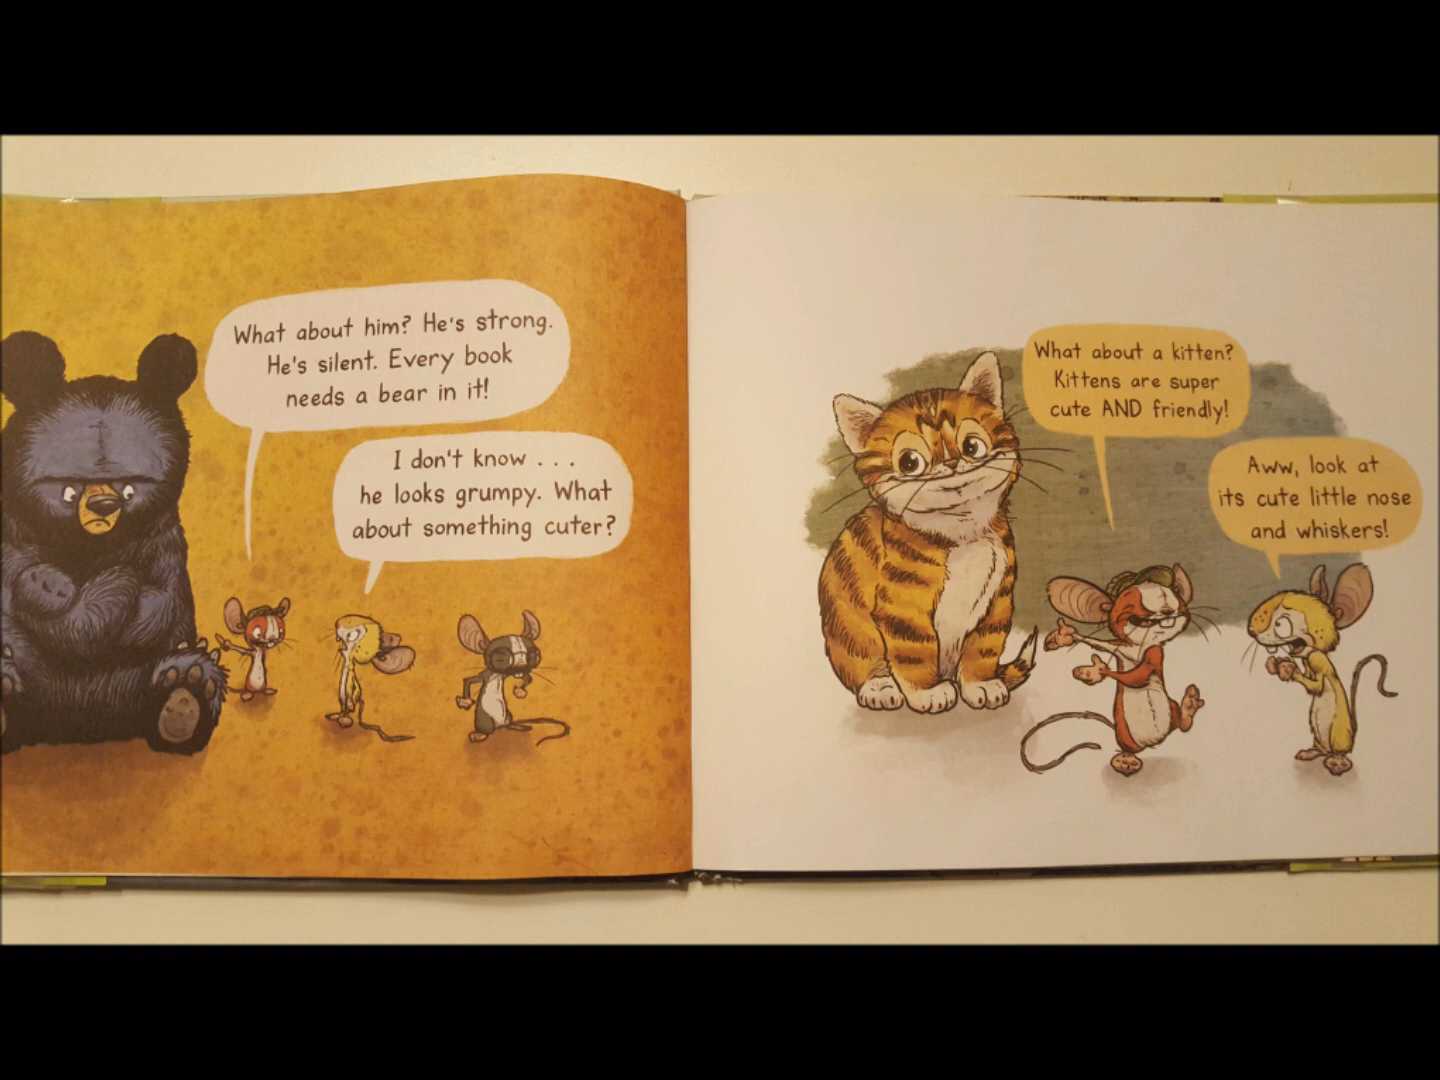 What about him? He's strong.
He's silent. Every book
needs a bear in it!
I don't know . . .
he looks grumpy. What
about something cuter?
What about a kitten?
Kittens are super
cute AND friendly!
Aww, look at
its cute little nose
and whiskers!